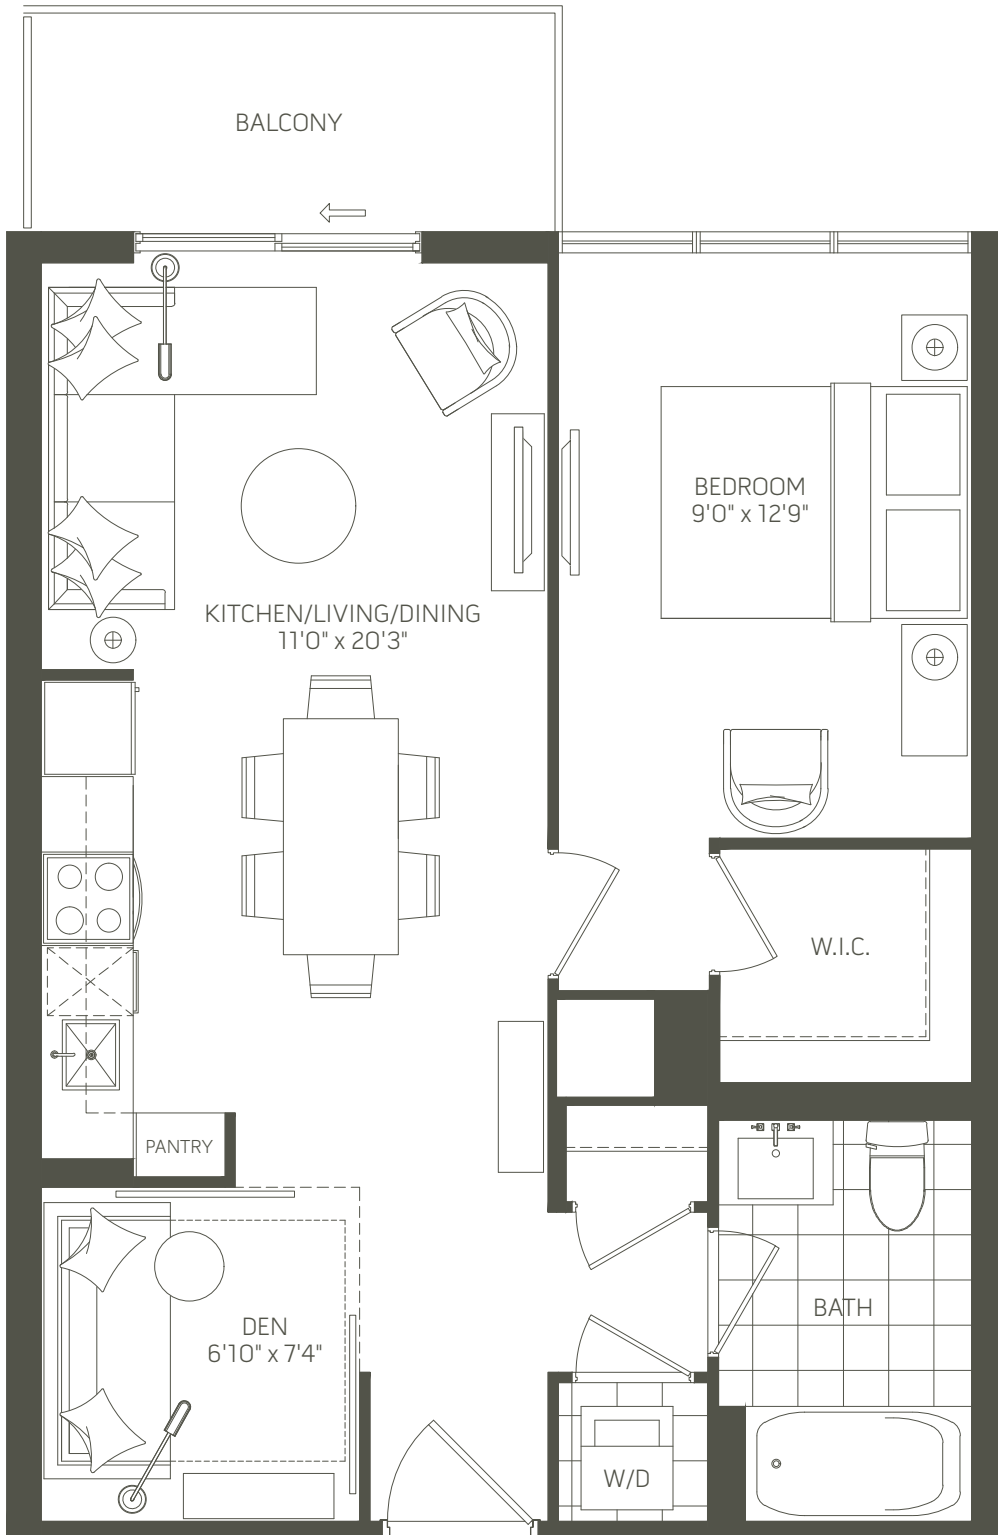 BALCONY
BEDROOM
9'0" x 12'9"
KITCHEN/LIVING/DINING
11'0" x 20'3"
W.I.C.
PANTRY
BATH
DEN
6'10" x 7'4"
W/D